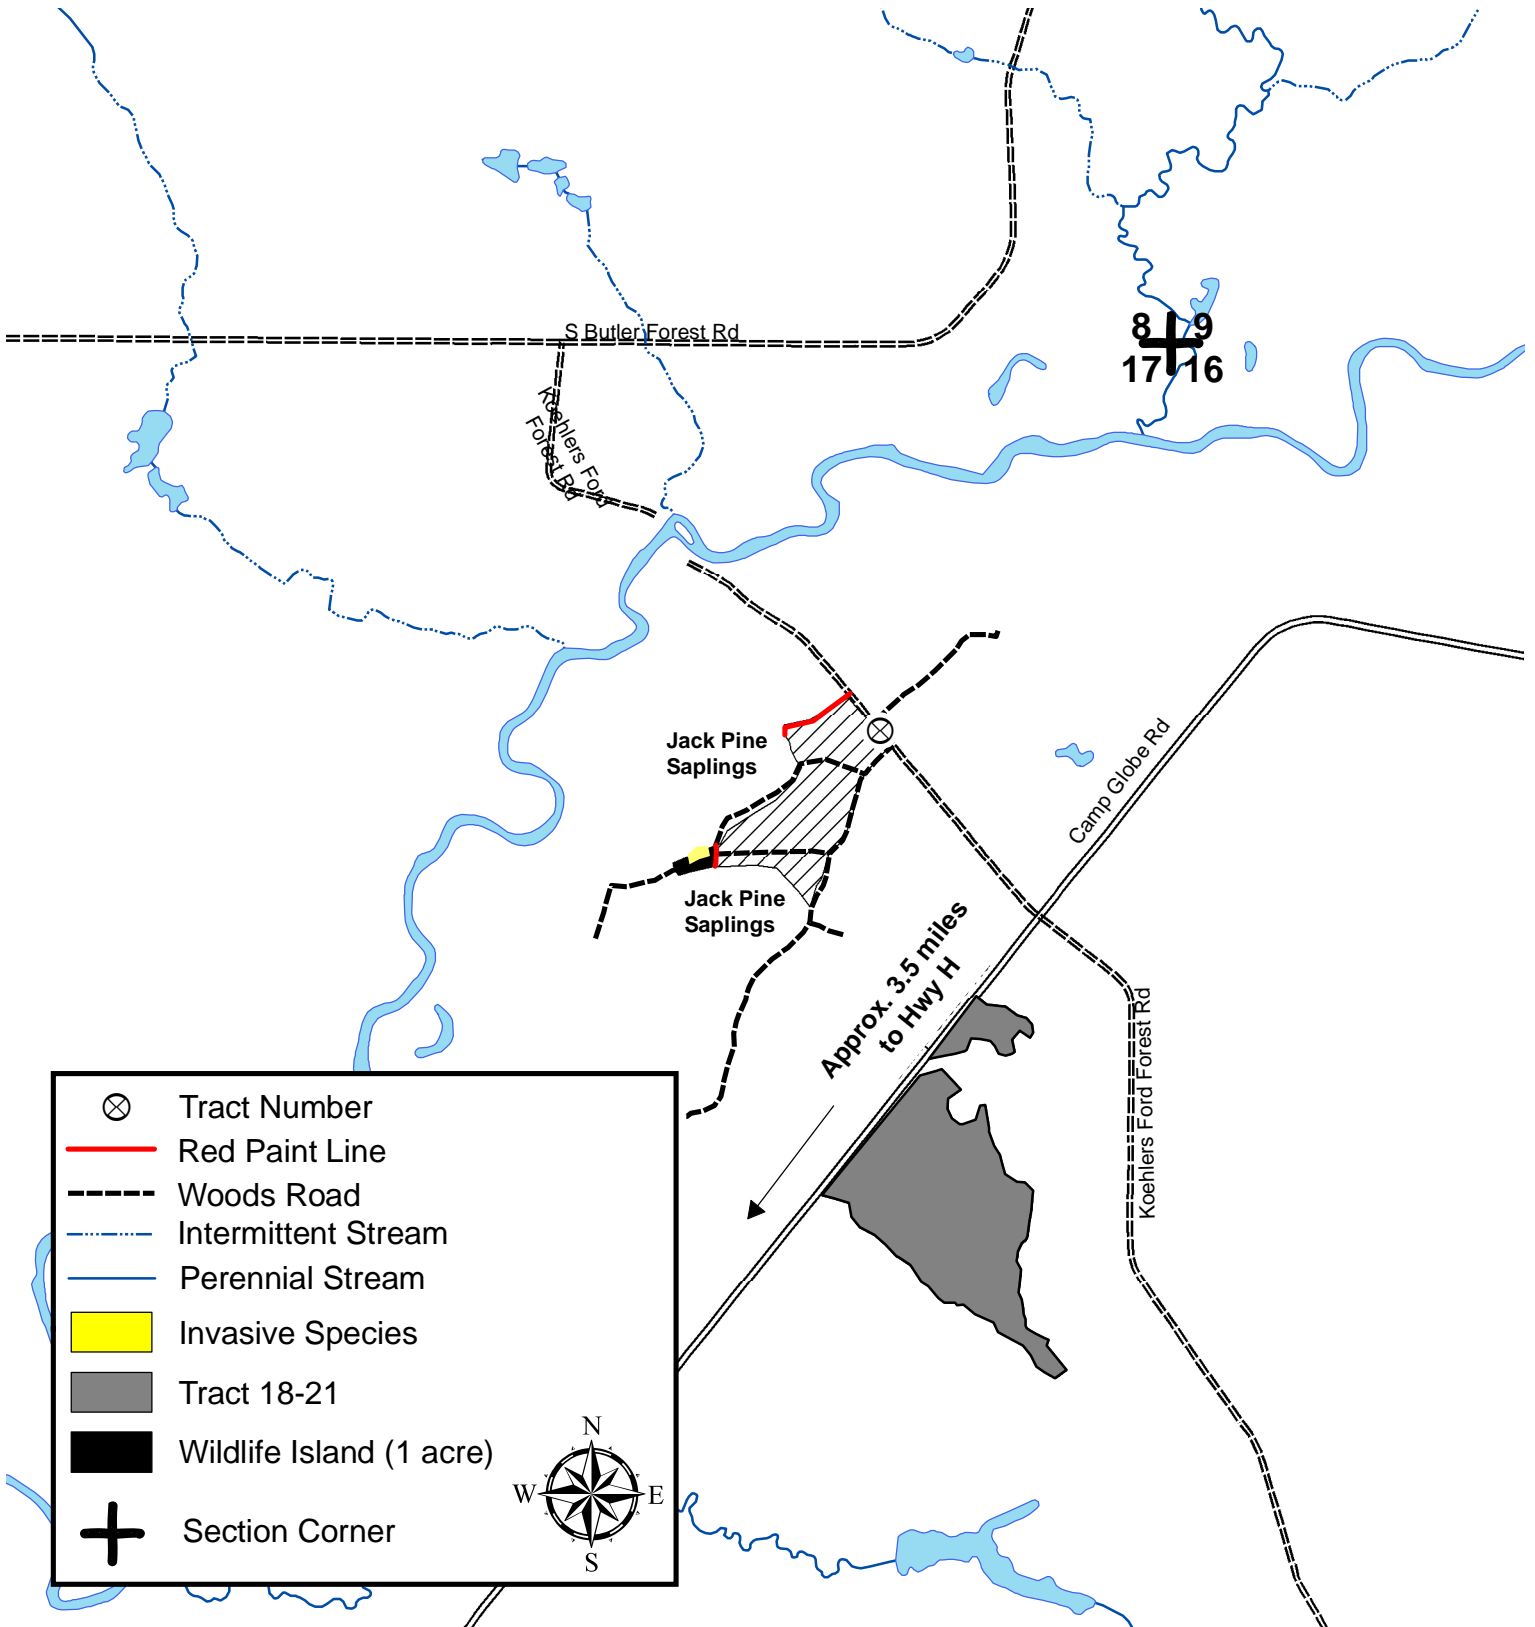 S Butler Forest Rd
8 9
17 16
Koehlers Ford
Forest Rd
Jack Pine
Saplings
Camp Globe Rd
Jack Pine
Saplings
Approx. 3.5 miles
to Hwy H
Koehlers Ford Forest Rd
Tract Number
Red Paint Line
Woods Road
Intermittent Stream
Perennial Stream
Invasive Species
Tract 18-21
Wildlife Island (1 acre)
Section Corner
N
W E
S